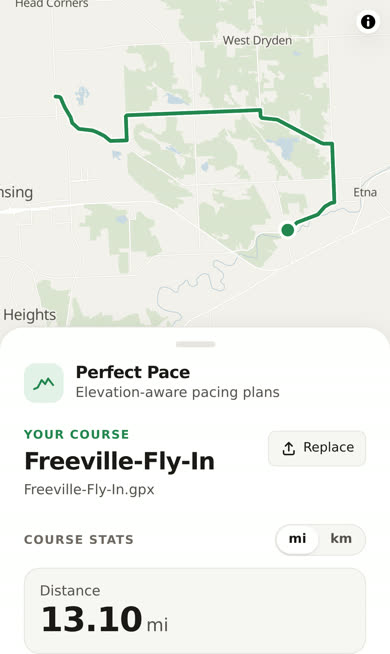 Head Corners
West Dryden
nsing
Etna
Heights
Perfect Pace
Elevation-aware pacing plans
YOUR COURSE
Freeville-Fly-In
Replace
Freeville-Fly-In.gpx
COURSE STATS
mi
km
Distance
13.10 mi